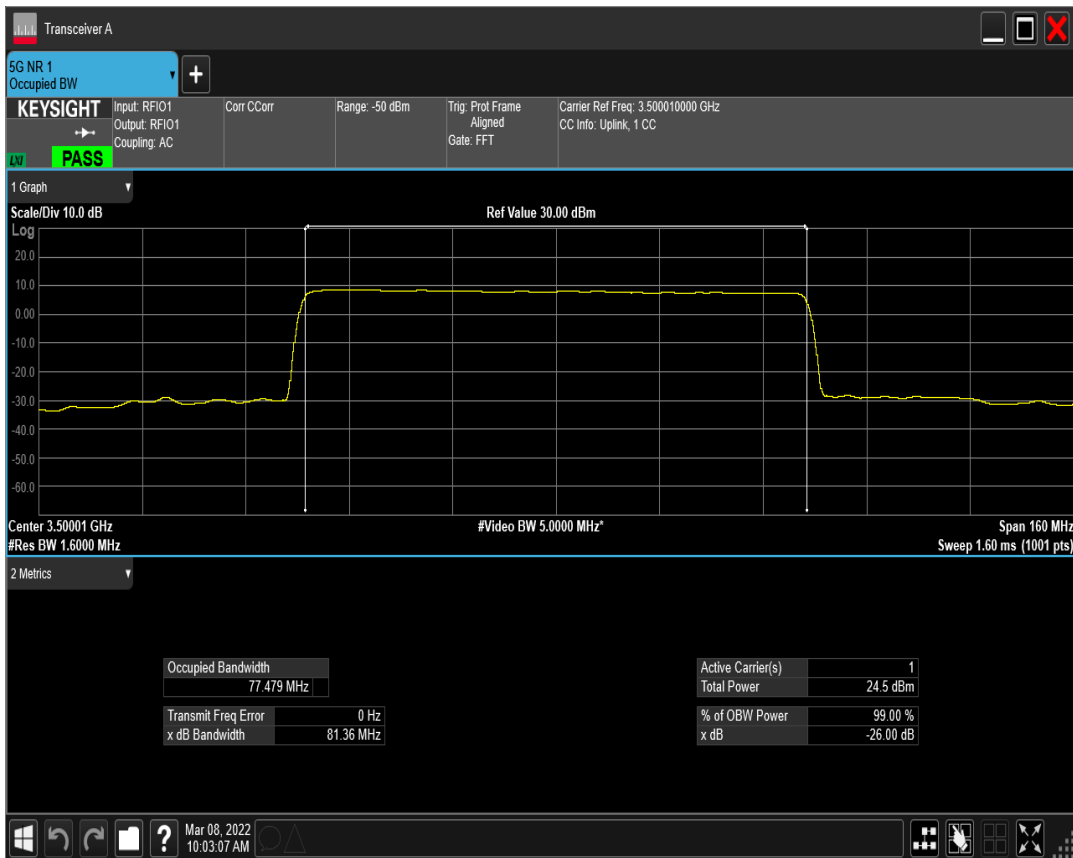 Transceiver A
5G NR 1
Occupied BW
+
KEYSIGHT
LXI
PASS
Input: RFIO1
Output: RFIO1
Coupling: AC
Corr CCorr
Range: -50 dBm
Trig: Prot Frame
Aligned
Gate: FFT
Carrier Ref Freq: 3.500010000 GHz
CC Info: Uplink, 1 CC
1 Graph
Scale/Div 10.0 dB
Ref Value 30.00 dBm
Log
20.0
10.0
0.00
-10.0
-20.0
-30.0
-40.0
-50.0
-60.0
Center 3.50001 GHz
#Video BW 5.0000 MHz*
Span 160 MHz
#Res BW 1.6000 MHz
Sweep 1.60 ms (1001 pts)
2 Metrics
Occupied Bandwidth
77.479 MHz
Transmit Freq Error 0 Hz
x dB Bandwidth 81.36 MHz
Active Carrier(s) 1
Total Power 24.5 dBm
% of OBW Power 99.00 %
x dB -26.00 dB
?
Mar 08, 2022
10:03:07 AM